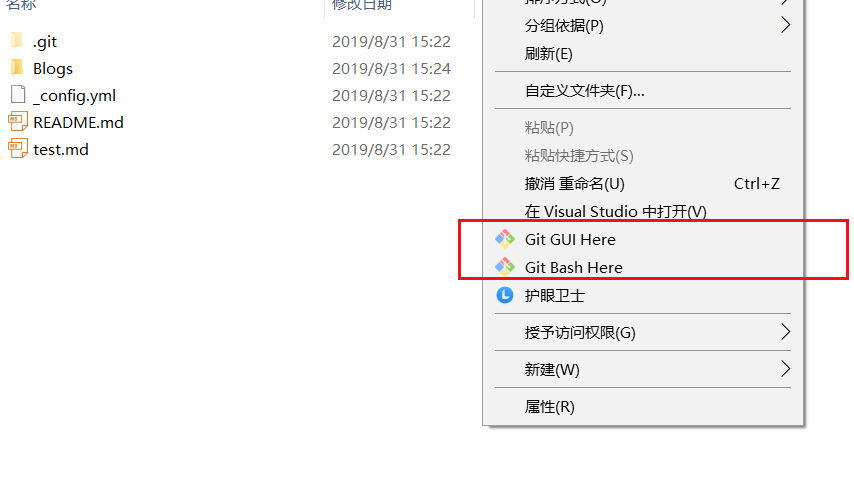 名称 修改日期
.git 2019/8/31 15:22
Blogs 2019/8/31 15:24
_config.yml 2019/8/31 15:22
README.md 2019/8/31 15:22
test.md 2019/8/31 15:22
排序方式(O)
分组依据(P)
刷新(E)
自定义文件夹(F)...
粘贴(P)
粘贴快捷方式(S)
撤消 重命名(U) Ctrl+Z
在 Visual Studio 中打开(V)
Git GUI Here
Git Bash Here
护眼卫士
授予访问权限(G)
新建(W)
属性(R)